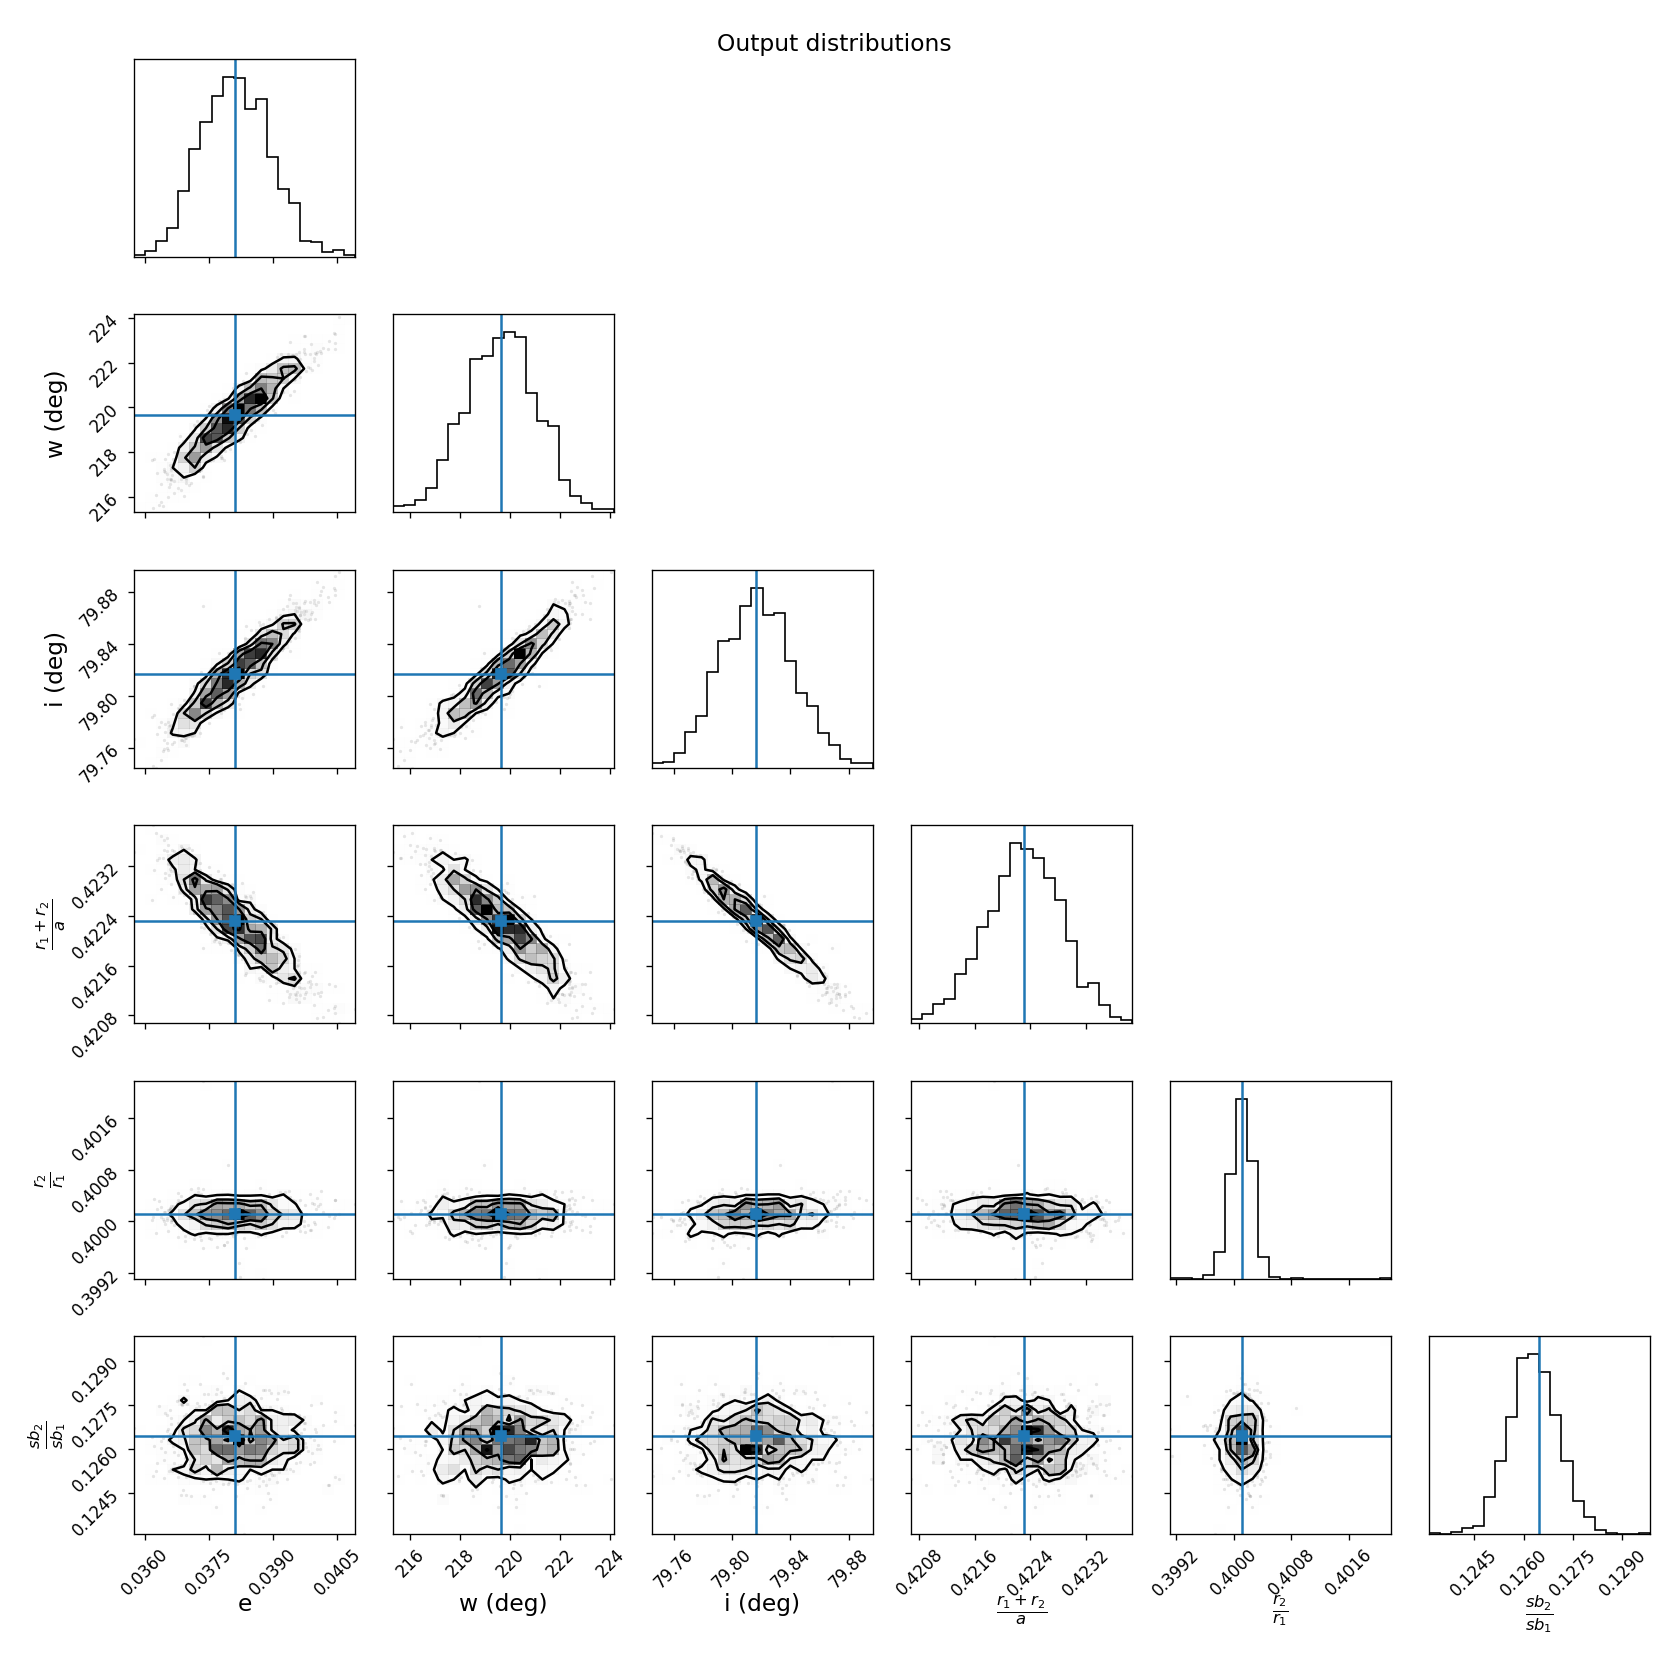 Output distributions
224
222
220
218
216
w (deg)
79.88
79.84
79.80
79.76
i (deg)
0.4232
0.4224
0.4216
0.4208
r₁ + r₂
a
0.4016
0.4008
0.4000
0.3992
r₂
r₁
0.1290
0.1275
0.1260
0.1245
sb₂
sb₁
0.0360 0.0375 0.0390 0.0405
216 218 220 222 224
79.76 79.80 79.84 79.88
0.4208 0.4216 0.4224 0.4232
0.3992 0.4000 0.4008 0.4016
0.1245 0.1260 0.1275 0.1290
e
w (deg)
i (deg)
r₁ + r₂
a
r₂
r₁
sb₂
sb₁